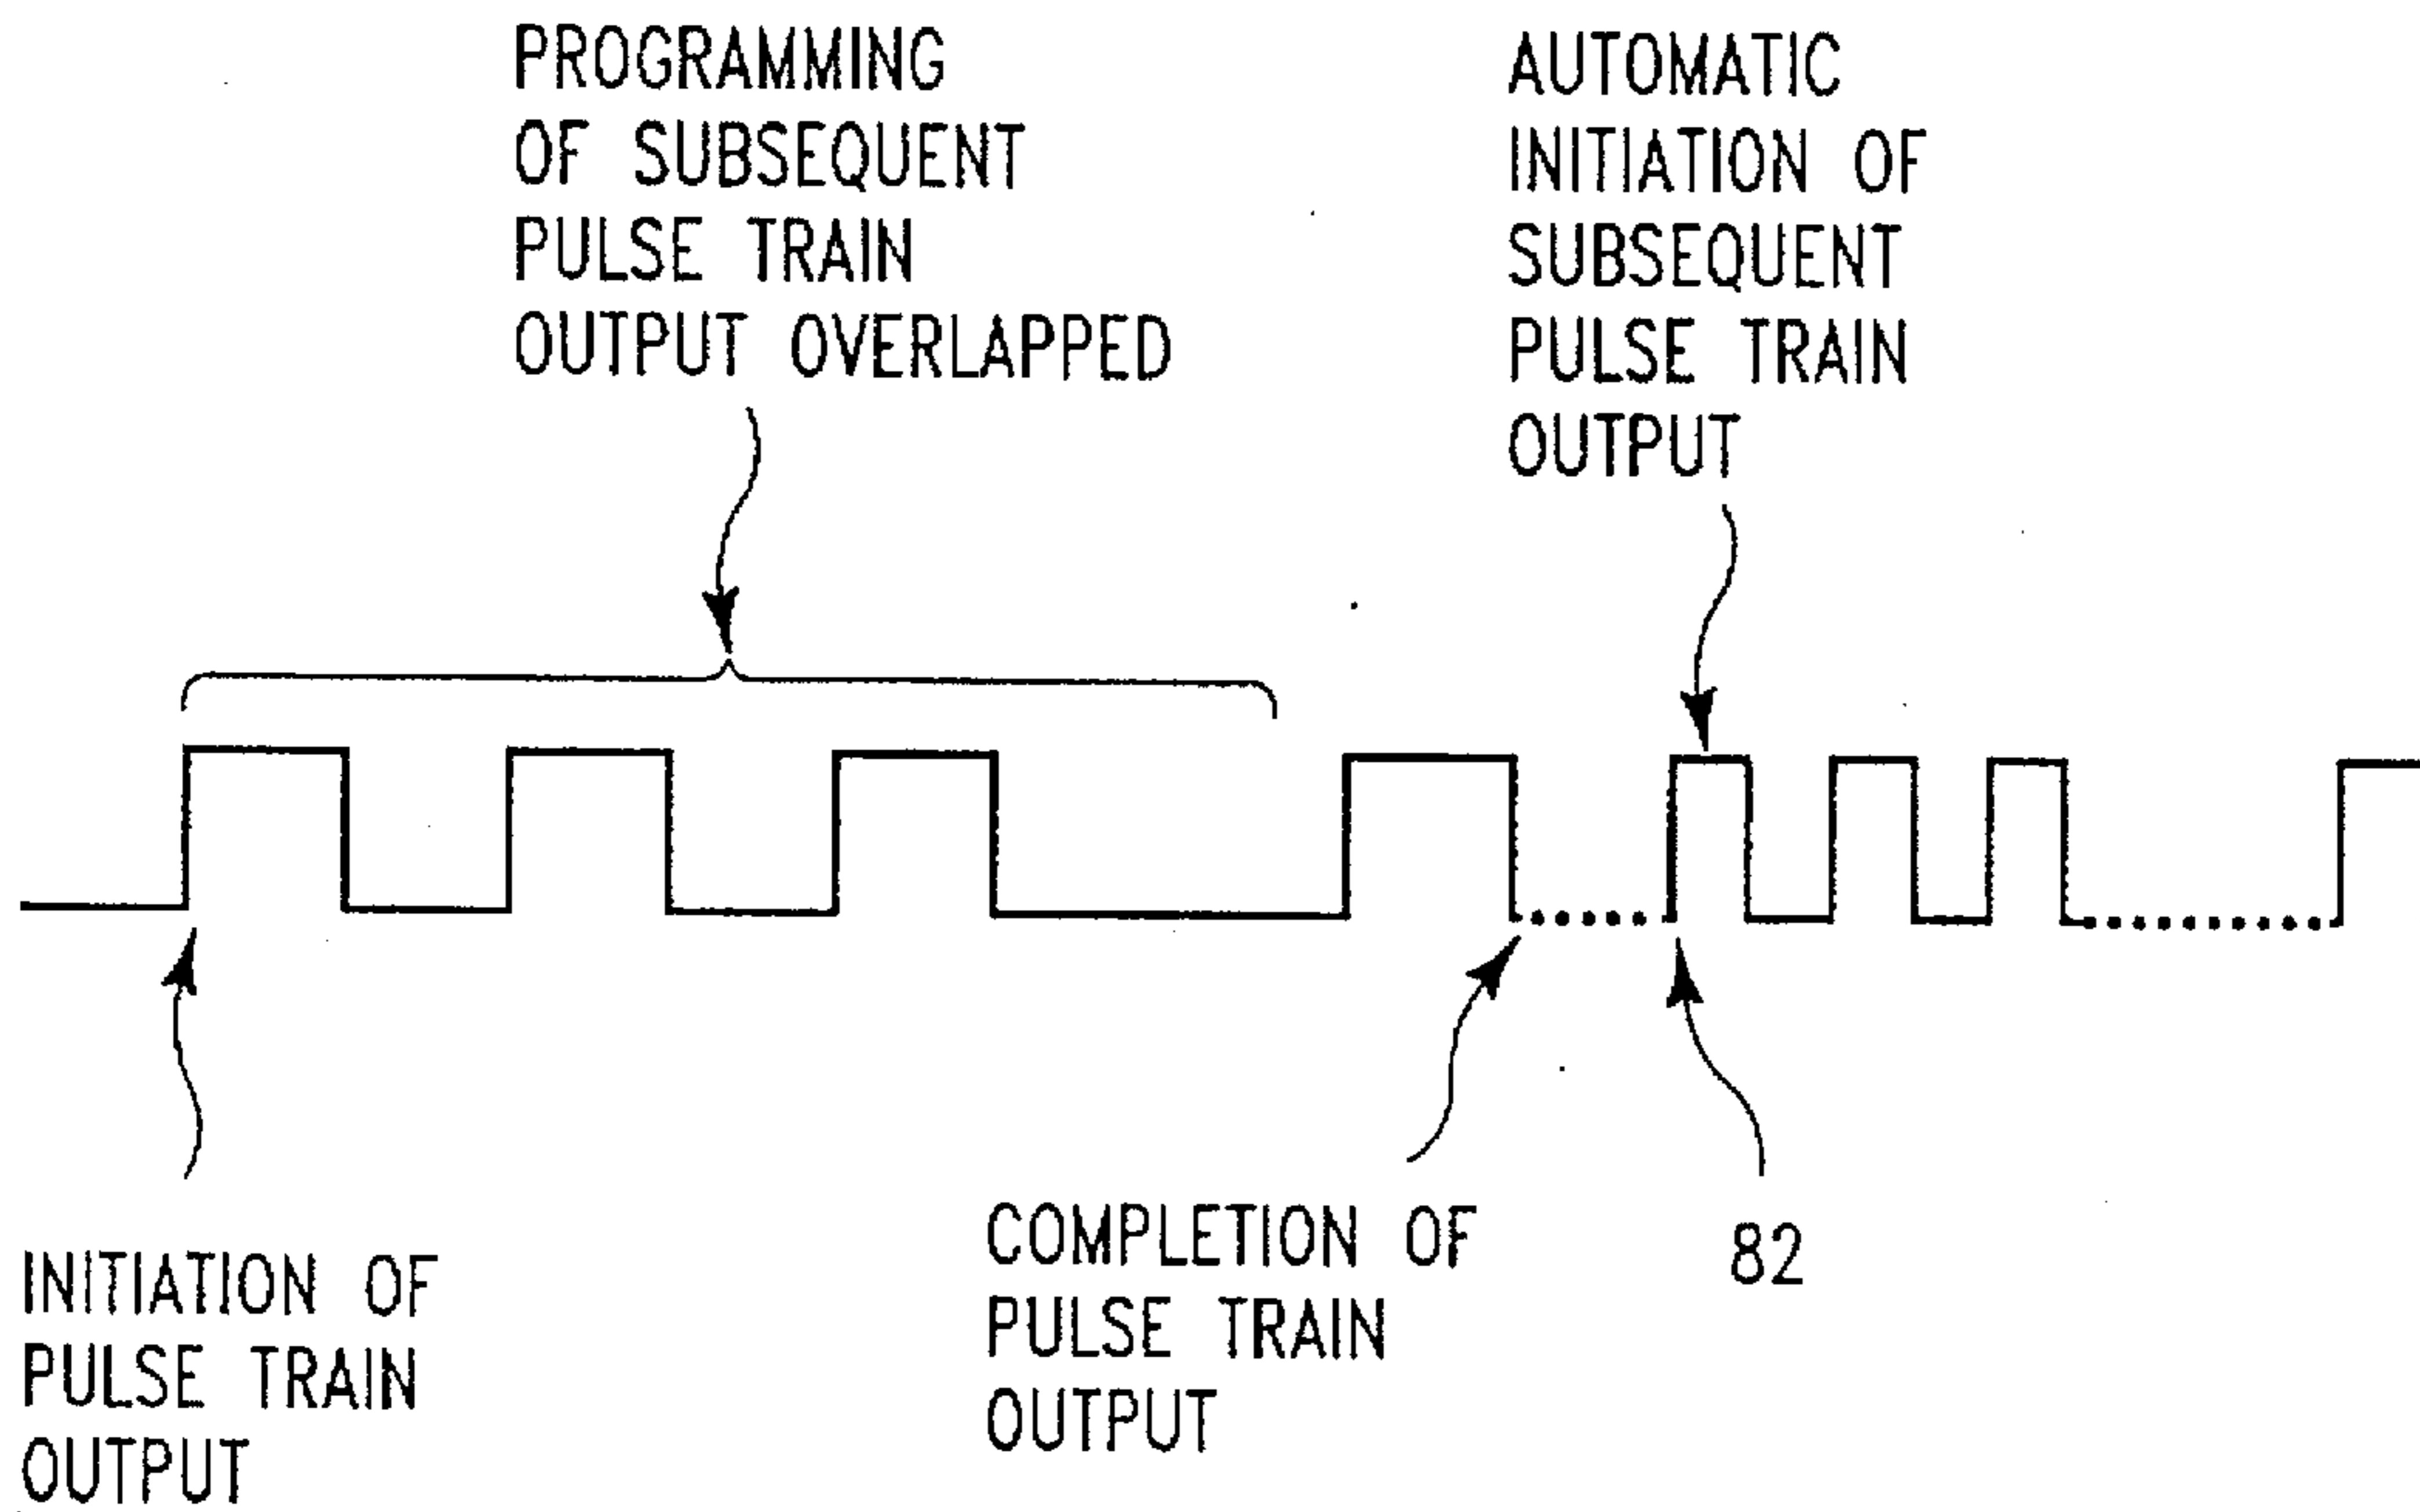 PROGRAMMING
OF SUBSEQUENT
PULSE TRAIN
OUTPUT OVERLAPPED
AUTOMATIC
INITIATION OF
SUBSEQUENT
PULSE TRAIN
OUTPUT
INITIATION OF
PULSE TRAIN
OUTPUT
COMPLETION OF
PULSE TRAIN
OUTPUT
82